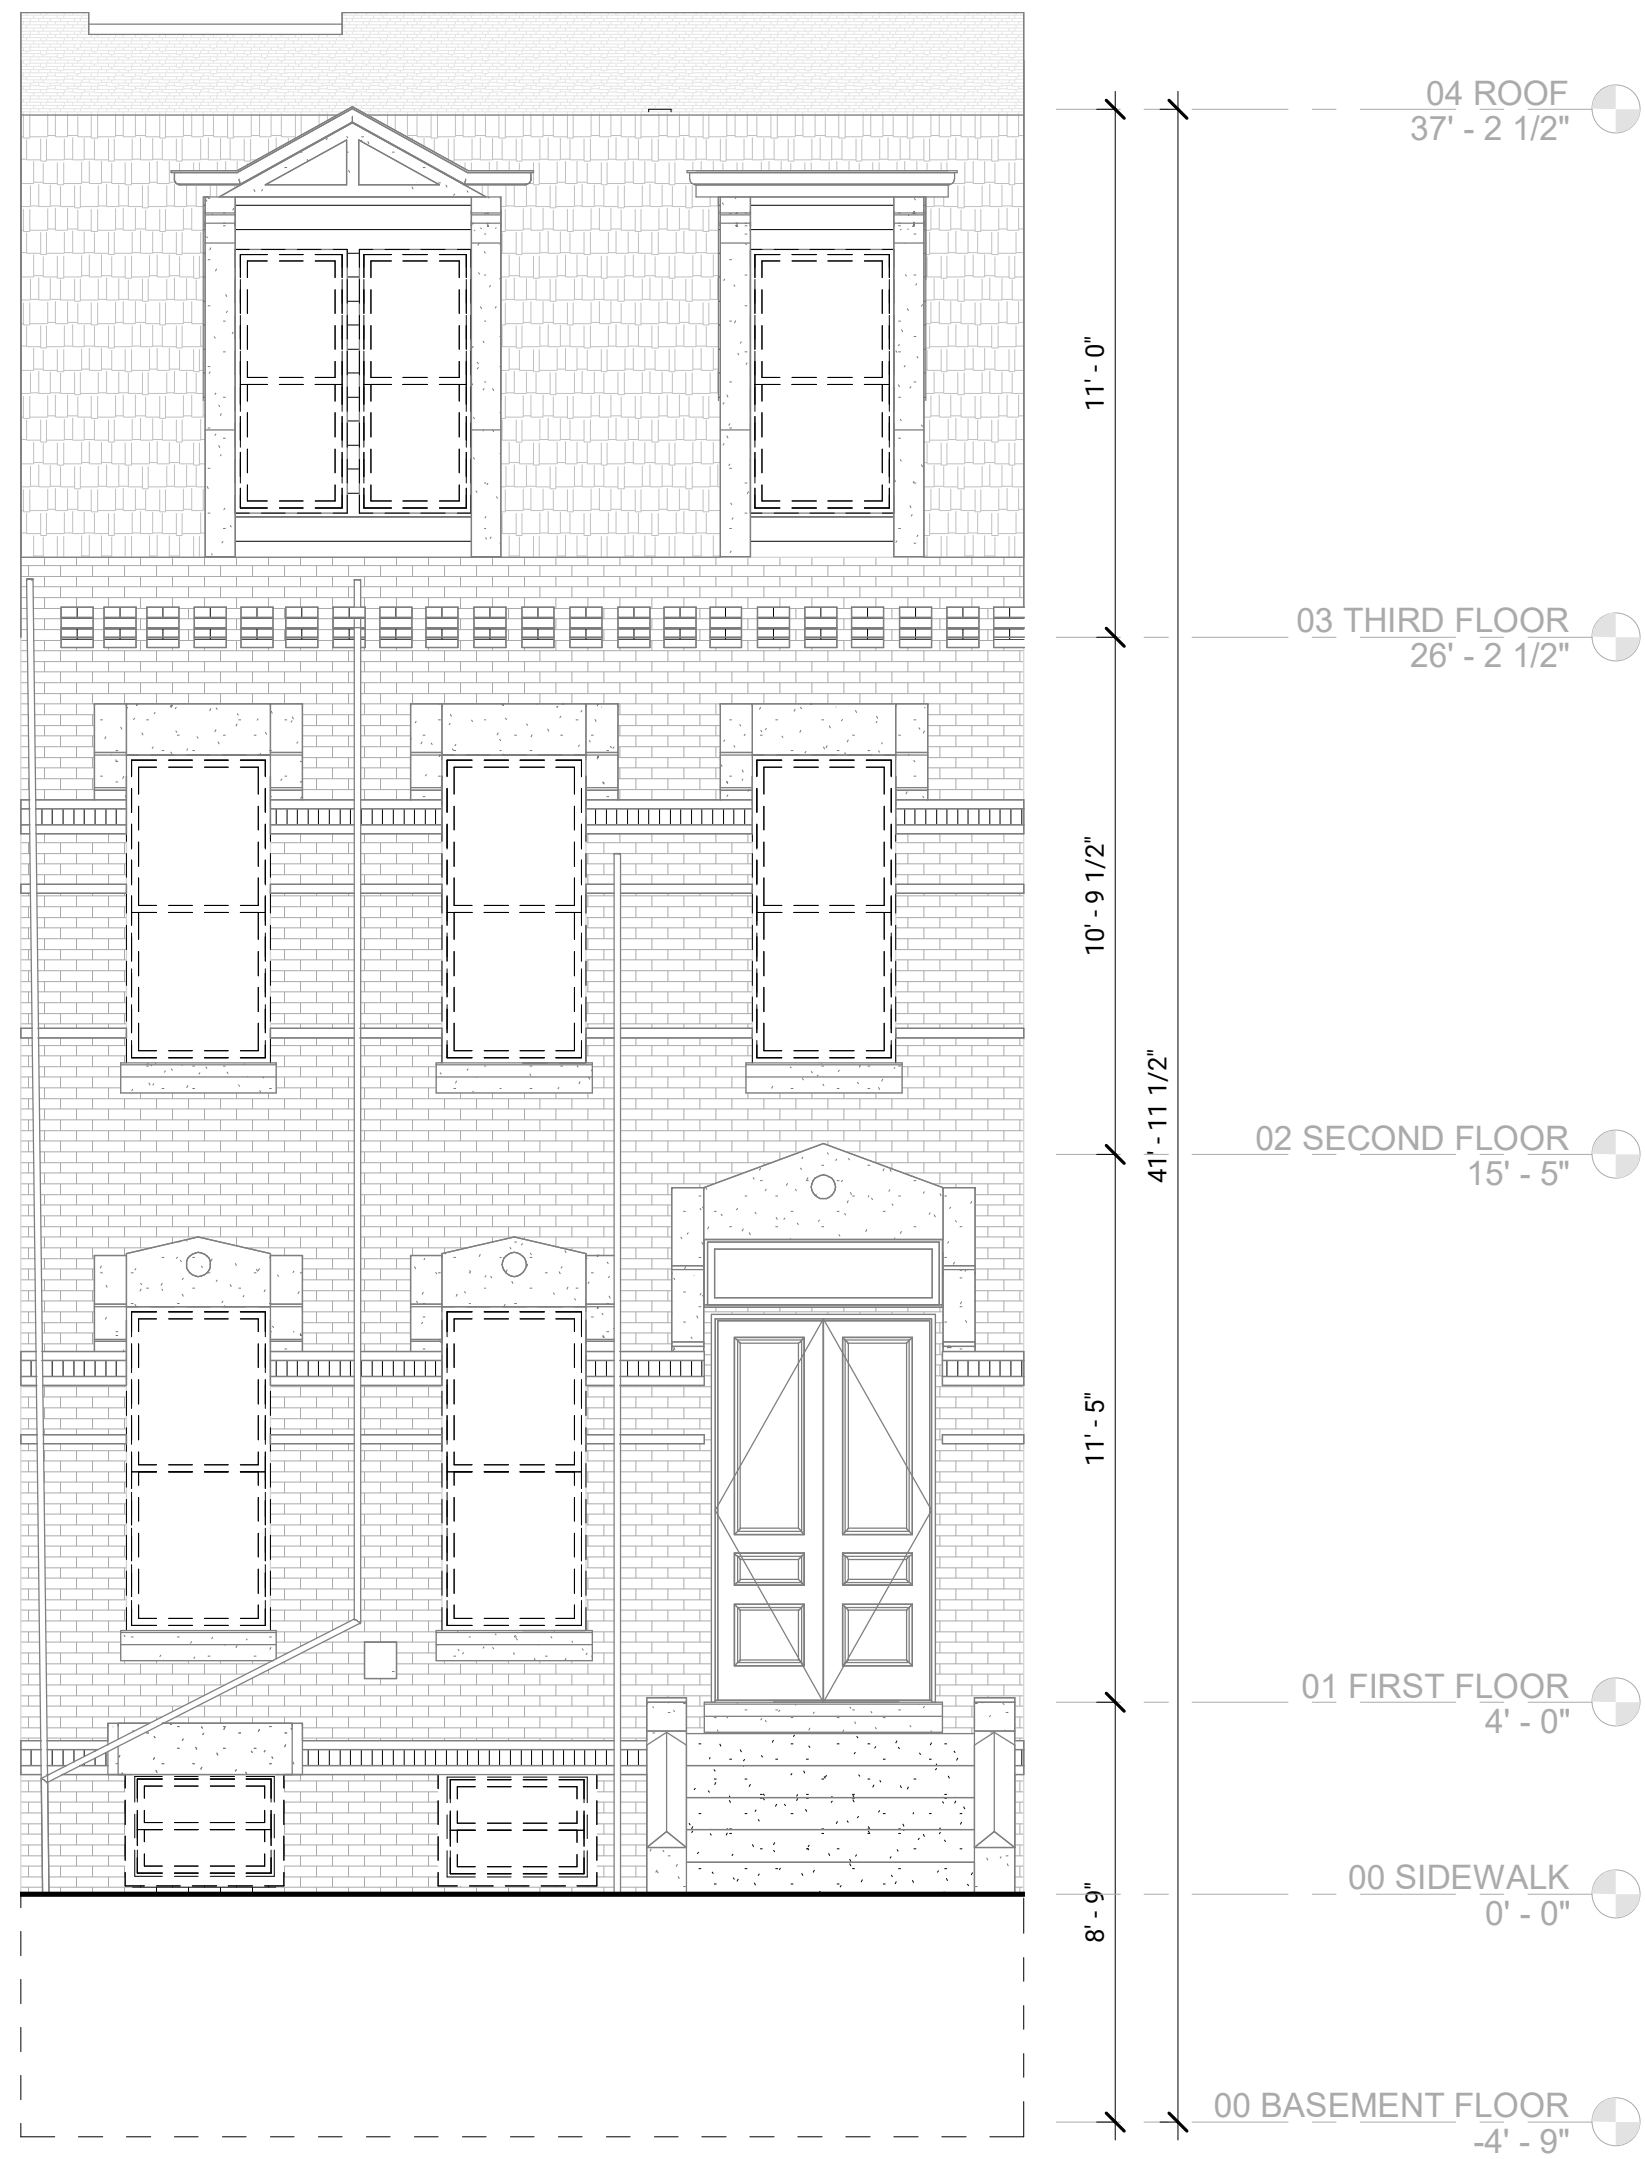 04 ROOF
37' - 2 1/2"
11' - 0"
03 THIRD FLOOR
26' - 2 1/2"
10' - 9 1/2"
41' - 11 1/2"
02 SECOND FLOOR
15' - 5"
11' - 5"
01 FIRST FLOOR
4' - 0"
00 SIDEWALK
0' - 0"
8' - 9"
00 BASEMENT FLOOR
-4' - 9"